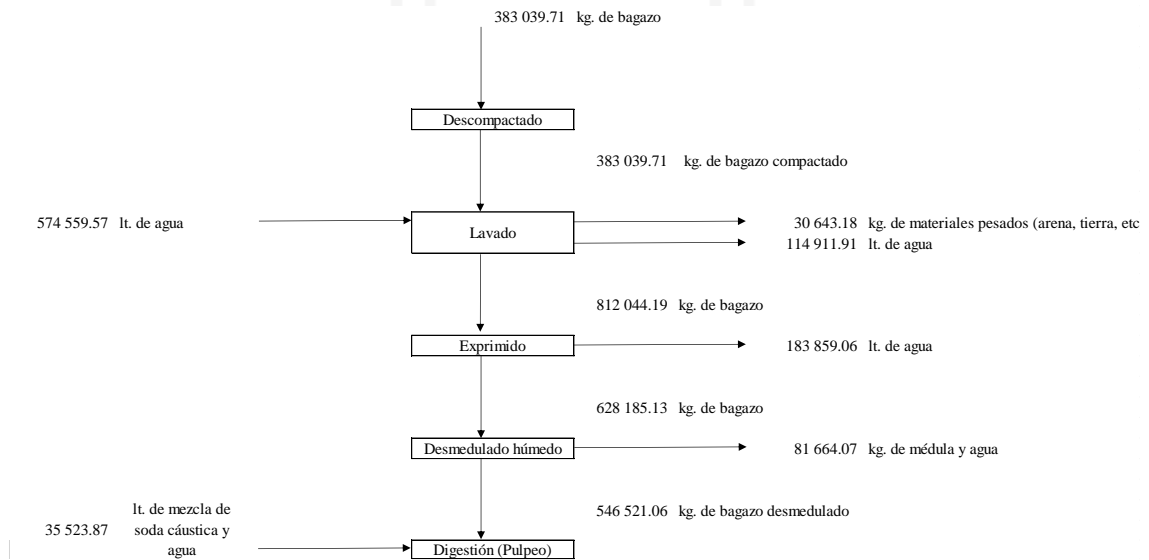 383 039.71 kg. de bagazo
Descompactado
383 039.71 kg. de bagazo compactado
574 559.57 lt. de agua
Lavado
30 643.18 kg. de materiales pesados (arena, tierra, etc
114 911.91 lt. de agua
812 044.19 kg. de bagazo
Exprimido
183 859.06 lt. de agua
628 185.13 kg. de bagazo
Desmedulado húmedo
81 664.07 kg. de médula y agua
546 521.06 kg. de bagazo desmedulado
lt. de mezcla de
35 523.87 soda cáustica y
agua
Digestión (Pulpeo)